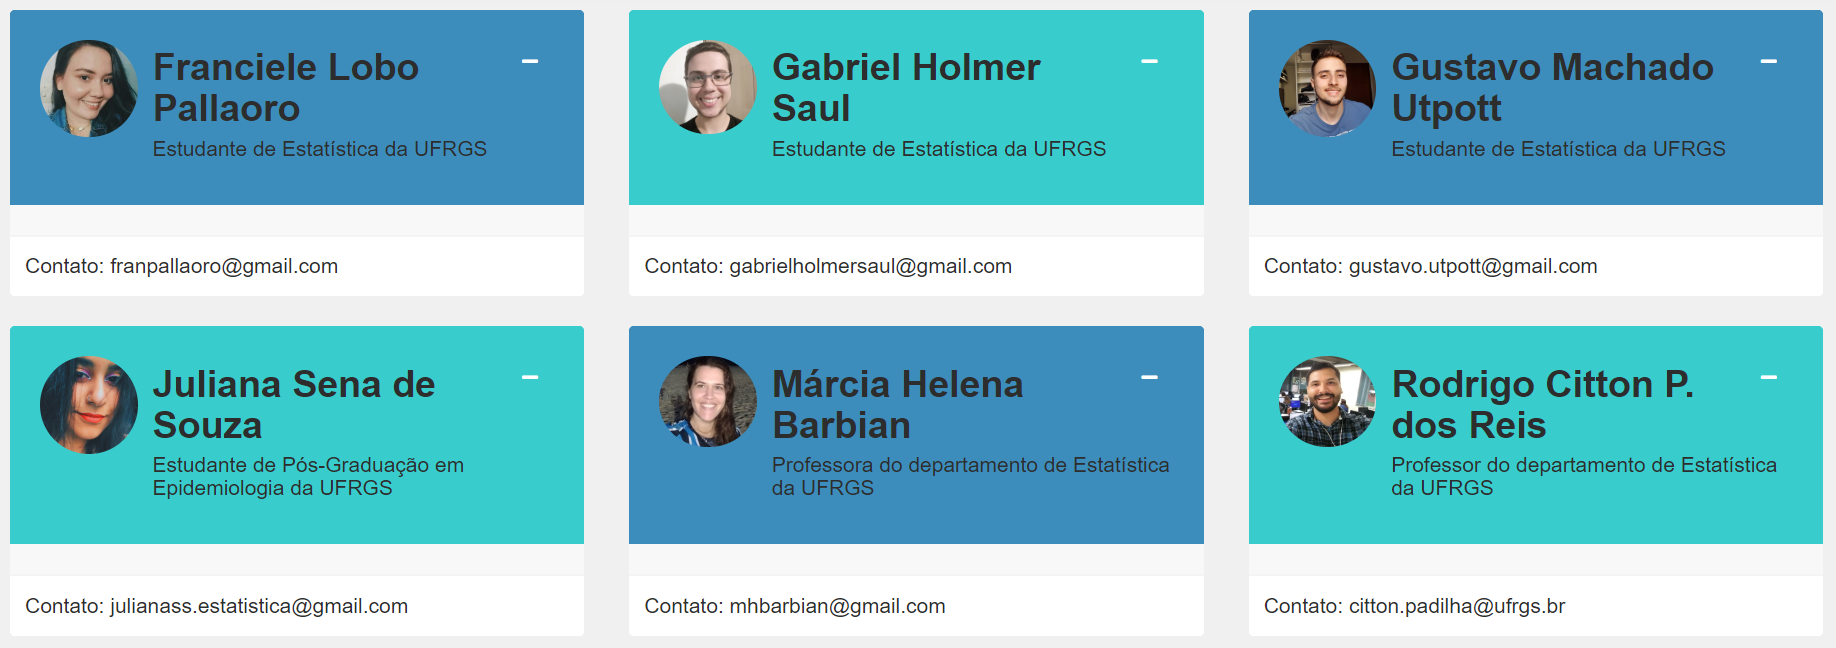 Franciele Lobo
Pallaoro
Estudante de Estatística da UFRGS
Contato: franpallaoro@gmail.com
Gabriel Holmer
Saul
Estudante de Estatística da UFRGS
Contato: gabrielholmersaul@gmail.com
Gustavo Machado
Utpott
Estudante de Estatística da UFRGS
Contato: gustavo.utpott@gmail.com
Juliana Sena de
Souza
Estudante de Pós-Graduação em
Epidemiologia da UFRGS
Contato: julianass.estatistica@gmail.com
Márcia Helena
Barbian
Professora do departamento de Estatística
da UFRGS
Contato: mhbarbian@gmail.com
Rodrigo Citton P.
dos Reis
Professor do departamento de Estatística
da UFRGS
Contato: citton.padilha@ufrgs.br